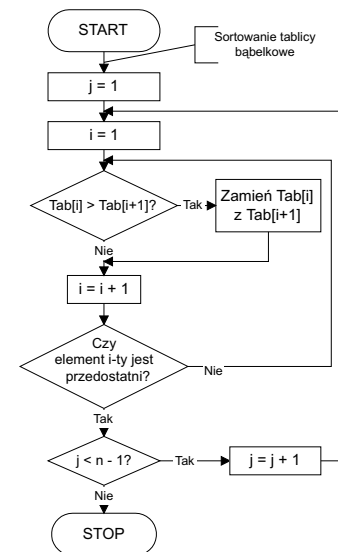 START
Sortowanie tablicy
bąbelkowe
j = 1
i = 1
Tab[i] > Tab[i+1]?
Tak
Zamień Tab[i]
z Tab[i+1]
Nie
i = i + 1
Czy
element i-ty jest
przedostatni?
Nie
Tak
j < n - 1?
Tak
j = j + 1
Nie
STOP